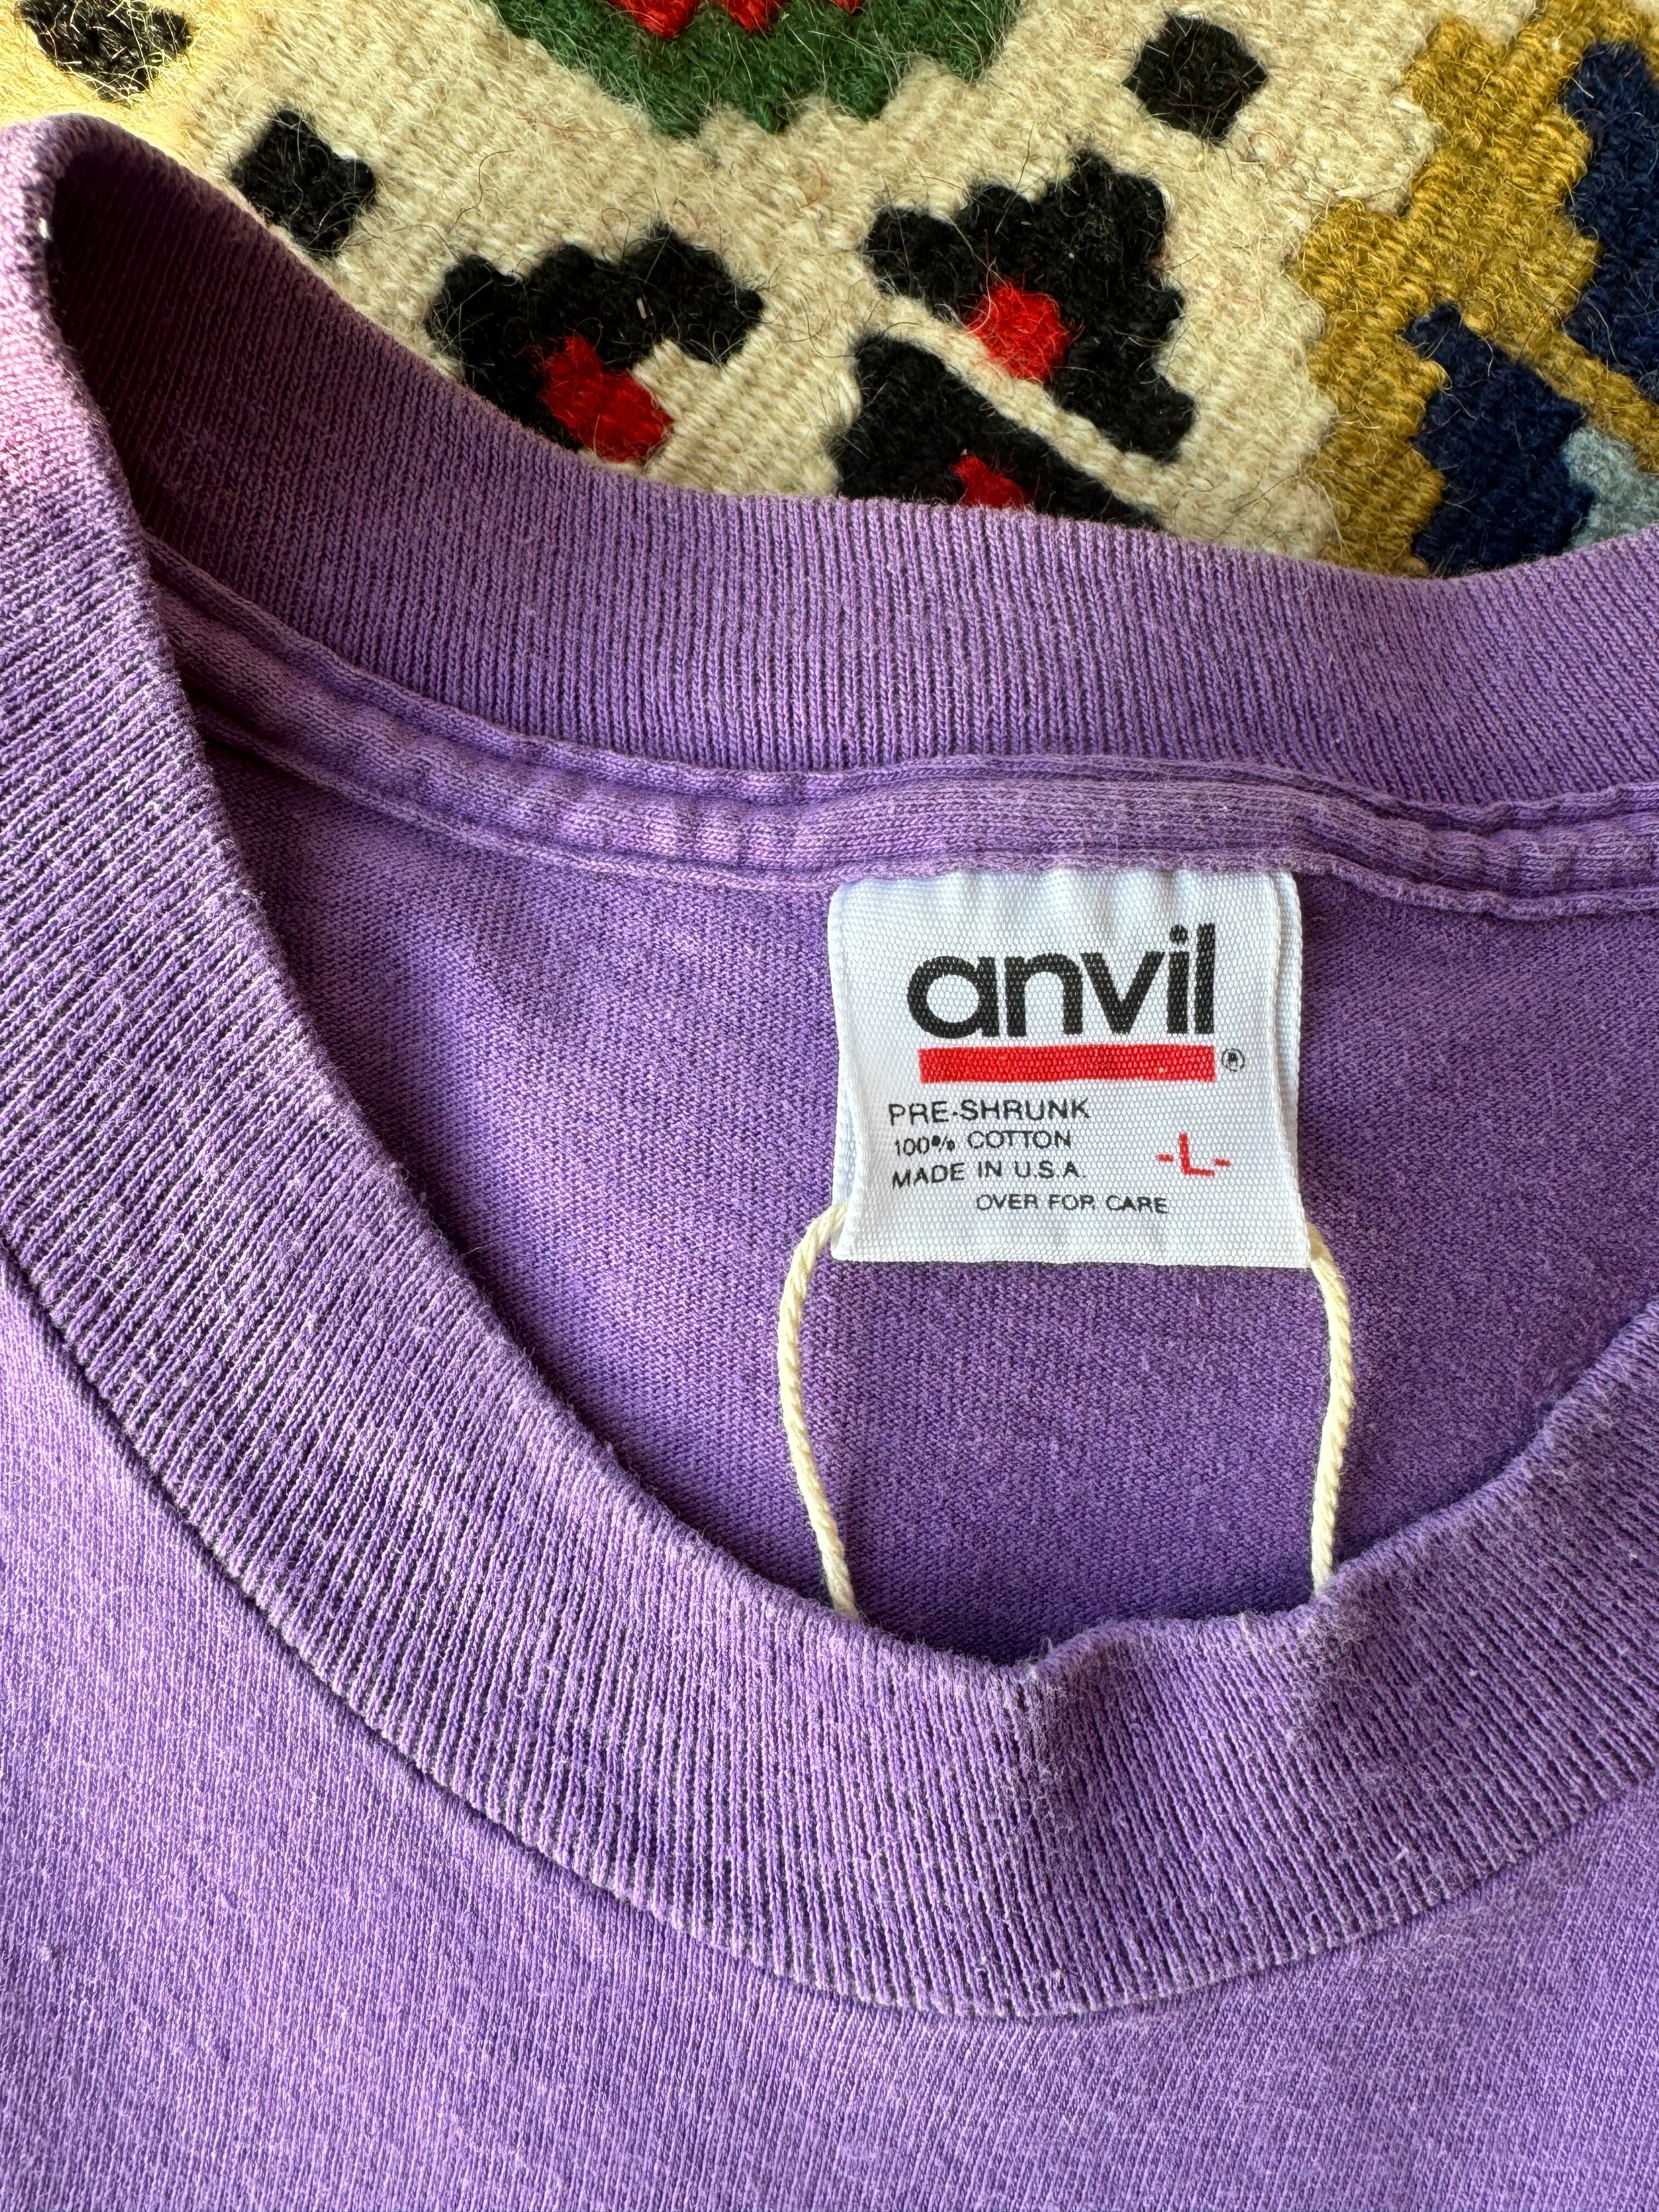 anvil
®
PRE-SHRUNK
100% COTTON
MADE IN U.S.A.
-L-
OVER FOR CARE